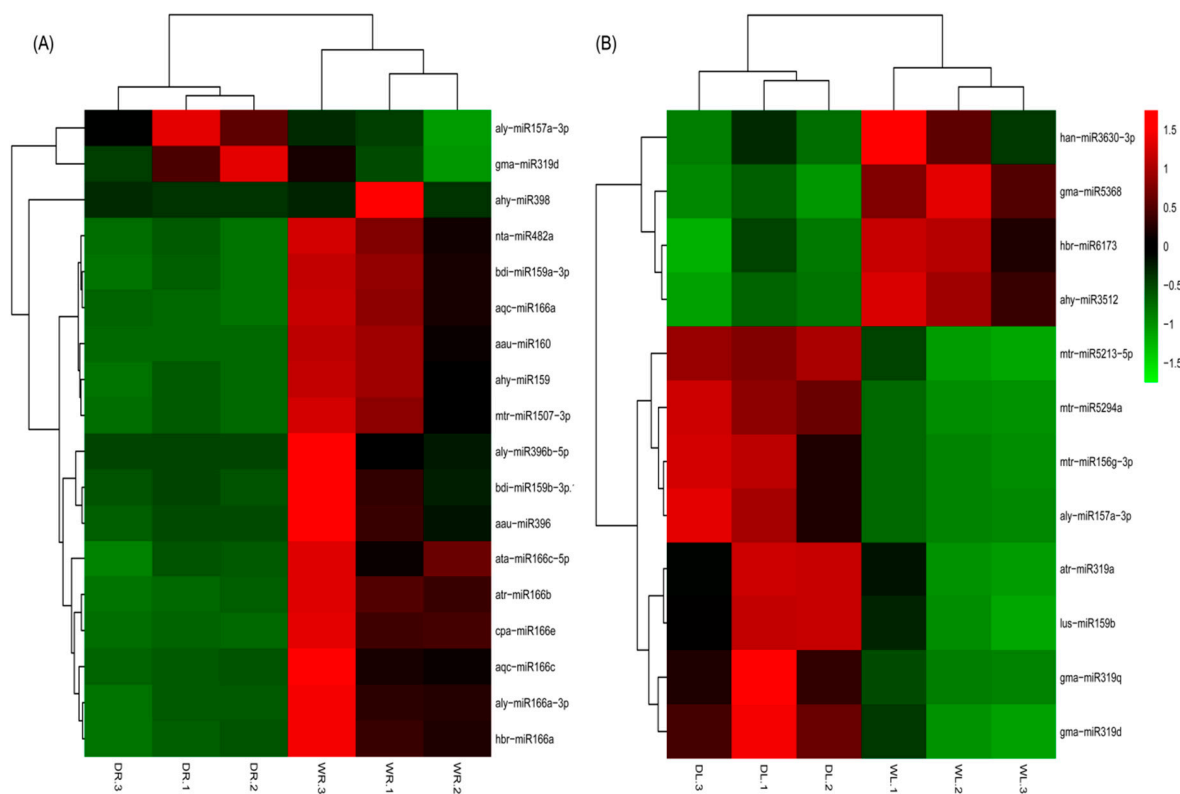 (A)
aly-miR157a-3p
gma-miR319d
ahy-miR398
nta-miR482a
bdi-miR159a-3p
aqc-miR166a
aau-miR160
ahy-miR159
mtr-miR1507-3p
aly-miR396b-5p
bdi-miR159b-3p.
aau-miR396
ata-miR166c-5p
atr-miR166b
cpa-miR166e
aqc-miR166c
aly-miR166a-3p
hbr-miR166a
DR.3
DR.1
DR.2
WR.3
WR.1
WR.2
(B)
han-miR3630-3p
gma-miR5368
hbr-miR6173
ahy-miR3512
mtr-miR5213-5p
mtr-miR5294a
mtr-miR156g-3p
aly-miR157a-3p
atr-miR319a
lus-miR159b
gma-miR319q
gma-miR319d
DL.3
DL.1
DL.2
WL.1
WL.2
WL.3
1.5
1
0.5
0
-0.5
-1
-1.5